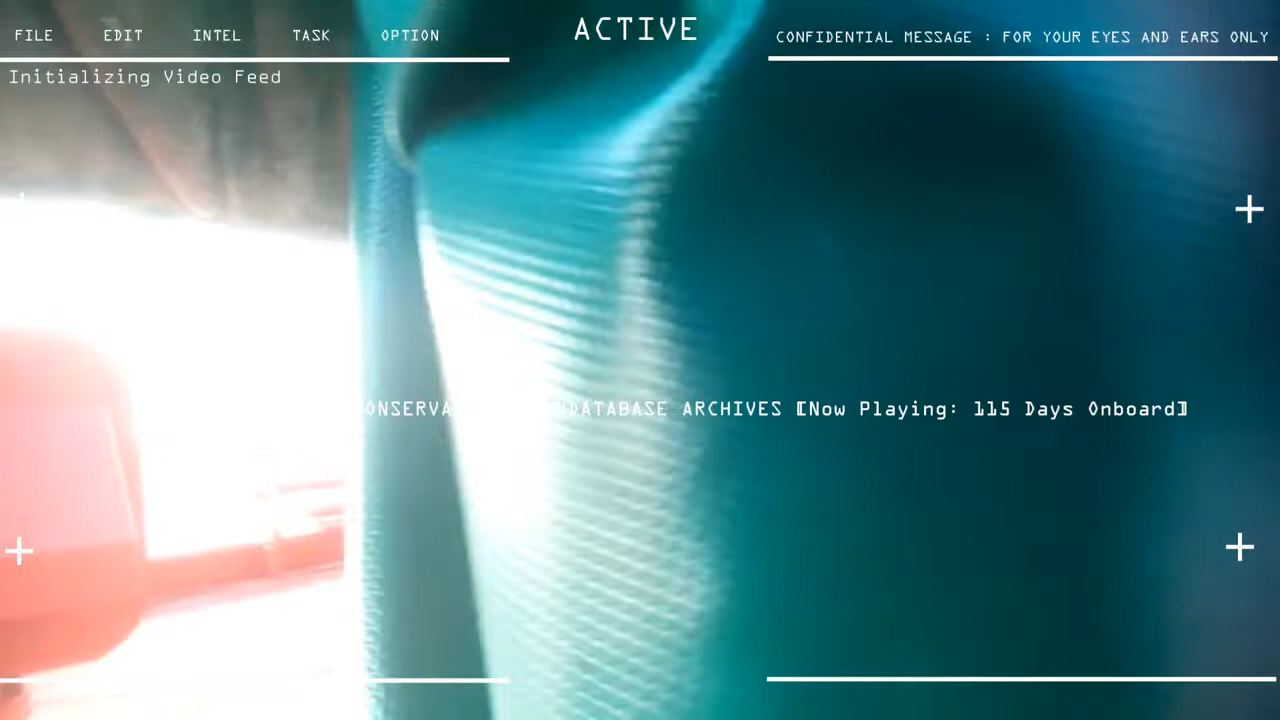 FILE EDIT INTEL TASK OPTION
ACTIVE
CONFIDENTIAL MESSAGE : FOR YOUR EYES AND EARS ONLY
Initializing Video Feed
DATABASE ARCHIVES [Now Playing: 115 Days Onboard]